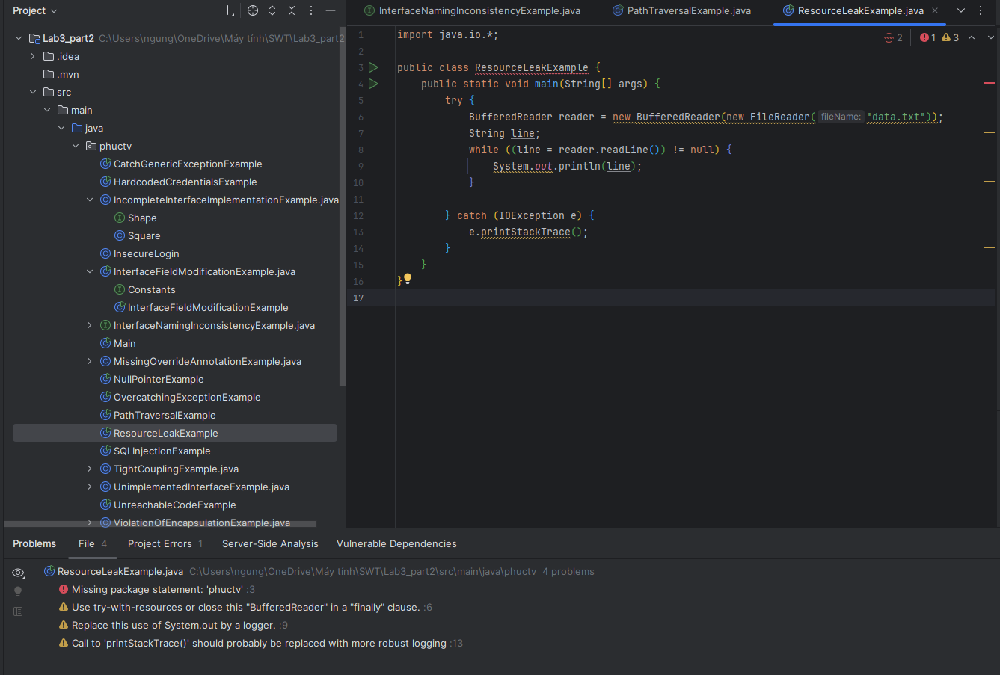 Project
Lab3_part2 C:\Users\ngung\OneDrive\Máy tính\SWT\Lab3_part2
.idea
.mvn
src
main
java
phuctv
CatchGenericExceptionExample
HardcodedCredentialsExample
IncompleteInterfaceImplementationExample.java
Shape
Square
InsecureLogin
InterfaceFieldModificationExample.java
Constants
InterfaceFieldModificationExample
InterfaceNamingInconsistencyExample.java
Main
MissingOverrideAnnotationExample.java
NullPointerExample
OvercatchingExceptionExample
PathTraversalExample
ResourceLeakExample
SQLInjectionExample
TightCouplingExample.java
UnimplementedInterfaceExample.java
UnreachableCodeExample
ViolationOfEncapsulationExample.java
InterfaceNamingInconsistencyExample.java PathTraversalExample.java ResourceLeakExample.java
2 1 3
1 import java.io.*;
2
3 public class ResourceLeakExample {
4 public static void main(String[] args) {
5 try {
6 BufferedReader reader = new BufferedReader(new FileReader( fileName: "data.txt"));
7 String line;
8 while ((line = reader.readLine()) != null) {
9 System.out.println(line);
10 }
11
12 } catch (IOException e) {
13 e.printStackTrace();
14 }
15 }
16 }
17
Problems File 4 Project Errors 1 Server-Side Analysis Vulnerable Dependencies
ResourceLeakExample.java C:\Users\ngung\OneDrive\Máy tính\SWT\Lab3_part2\src\main\java\phuctv 4 problems
Missing package statement: 'phuctv' :3
Use try-with-resources or close this "BufferedReader" in a "finally" clause. :6
Replace this use of System.out by a logger. :9
Call to 'printStackTrace()' should probably be replaced with more robust logging :13